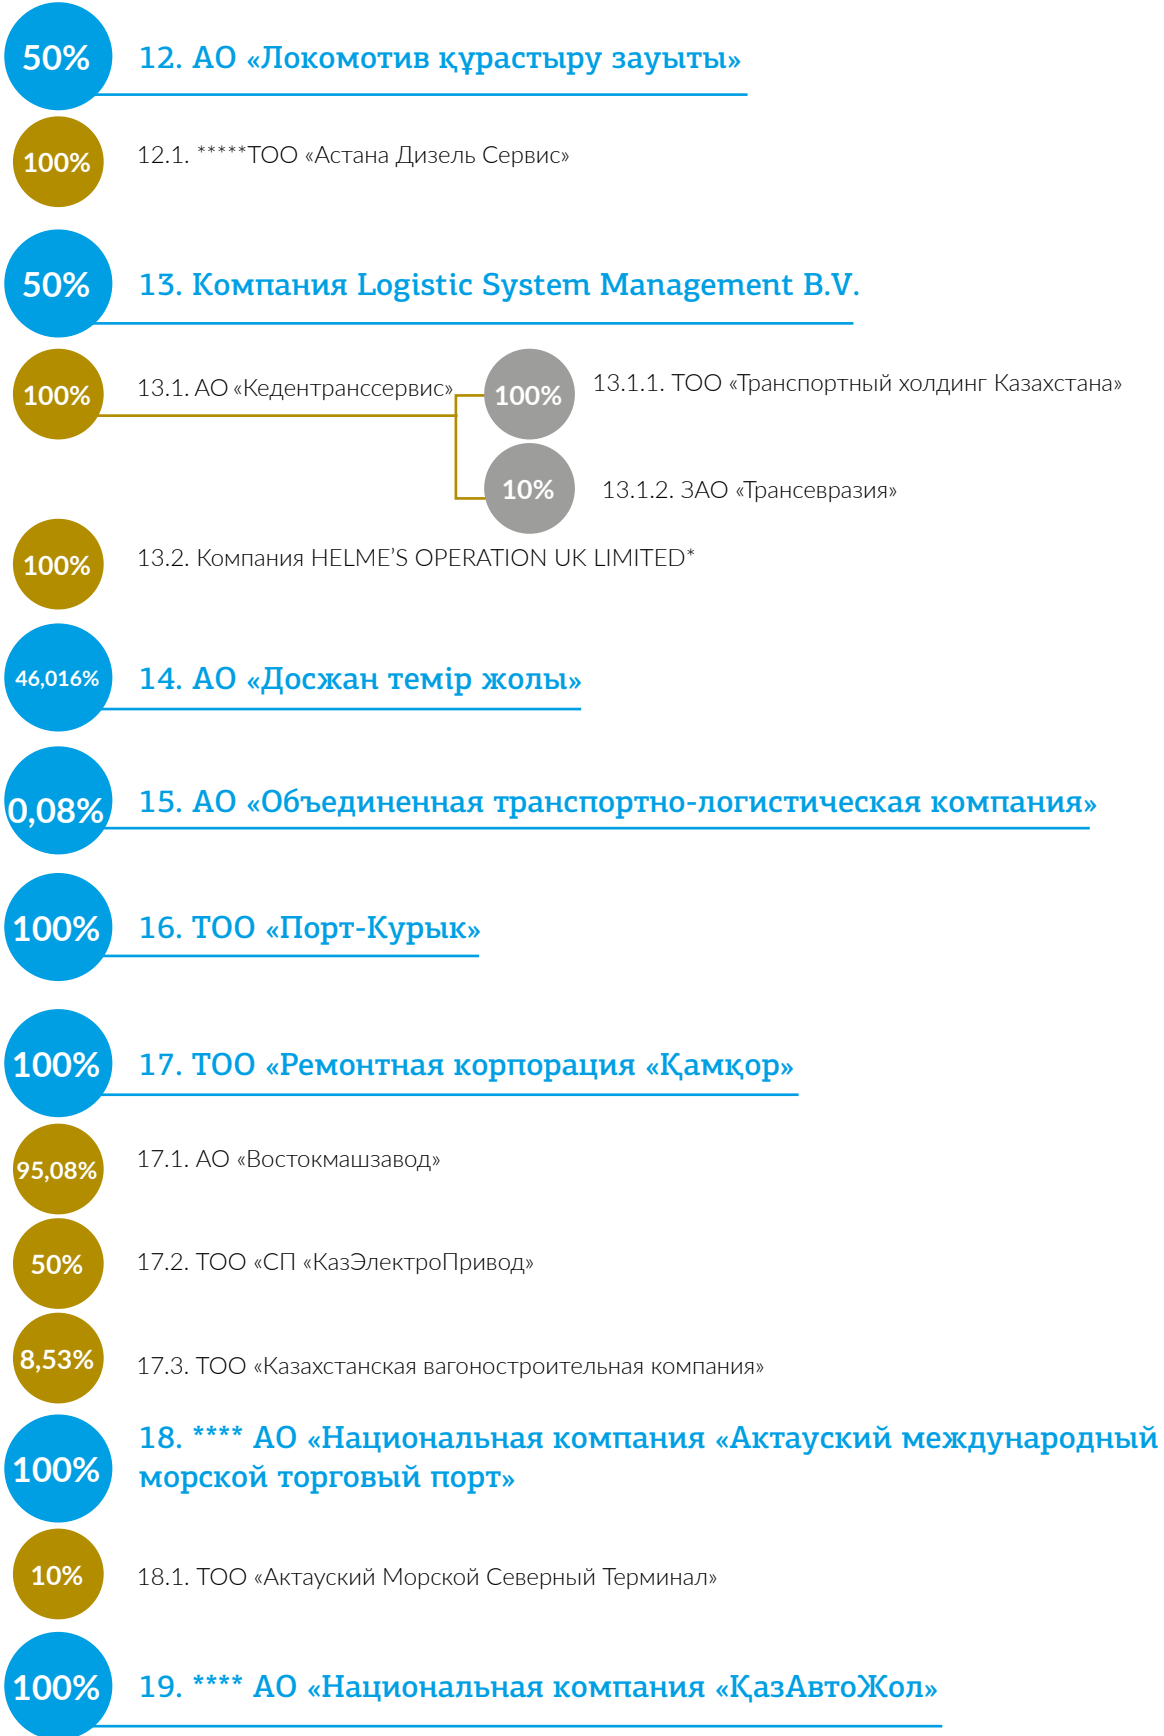 50%
12. АО «Локомотив құрастыру зауыты»
100%
12.1. *****ТОО «Астана Дизель Сервис»
50%
13. Компания Logistic System Management B.V.
100%
13.1. АО «Кедентранссервис»
100%
13.1.1. ТОО «Транспортный холдинг Казахстана»
10%
13.1.2. ЗАО «Трансевразия»
100%
13.2. Компания HELME’S OPERATION UK LIMITED*
46,016%
14. АО «Досжан темір жолы»
0,08%
15. АО «Объединенная транспортно-логистическая компания»
100%
16. ТОО «Порт-Курык»
100%
17. ТОО «Ремонтная корпорация «Қамқор»
95,08%
17.1. АО «Востокмашзавод»
50%
17.2. ТОО «СП «КазЭлектроПривод»
8,53%
17.3. ТОО «Казахстанская вагоностроительная компания»
100%
18. **** АО «Национальная компания «Актауский международный
морской торговый порт»
10%
18.1. ТОО «Актауский Морской Северный Терминал»
100%
19. **** АО «Национальная компания «ҚазАвтоЖол»